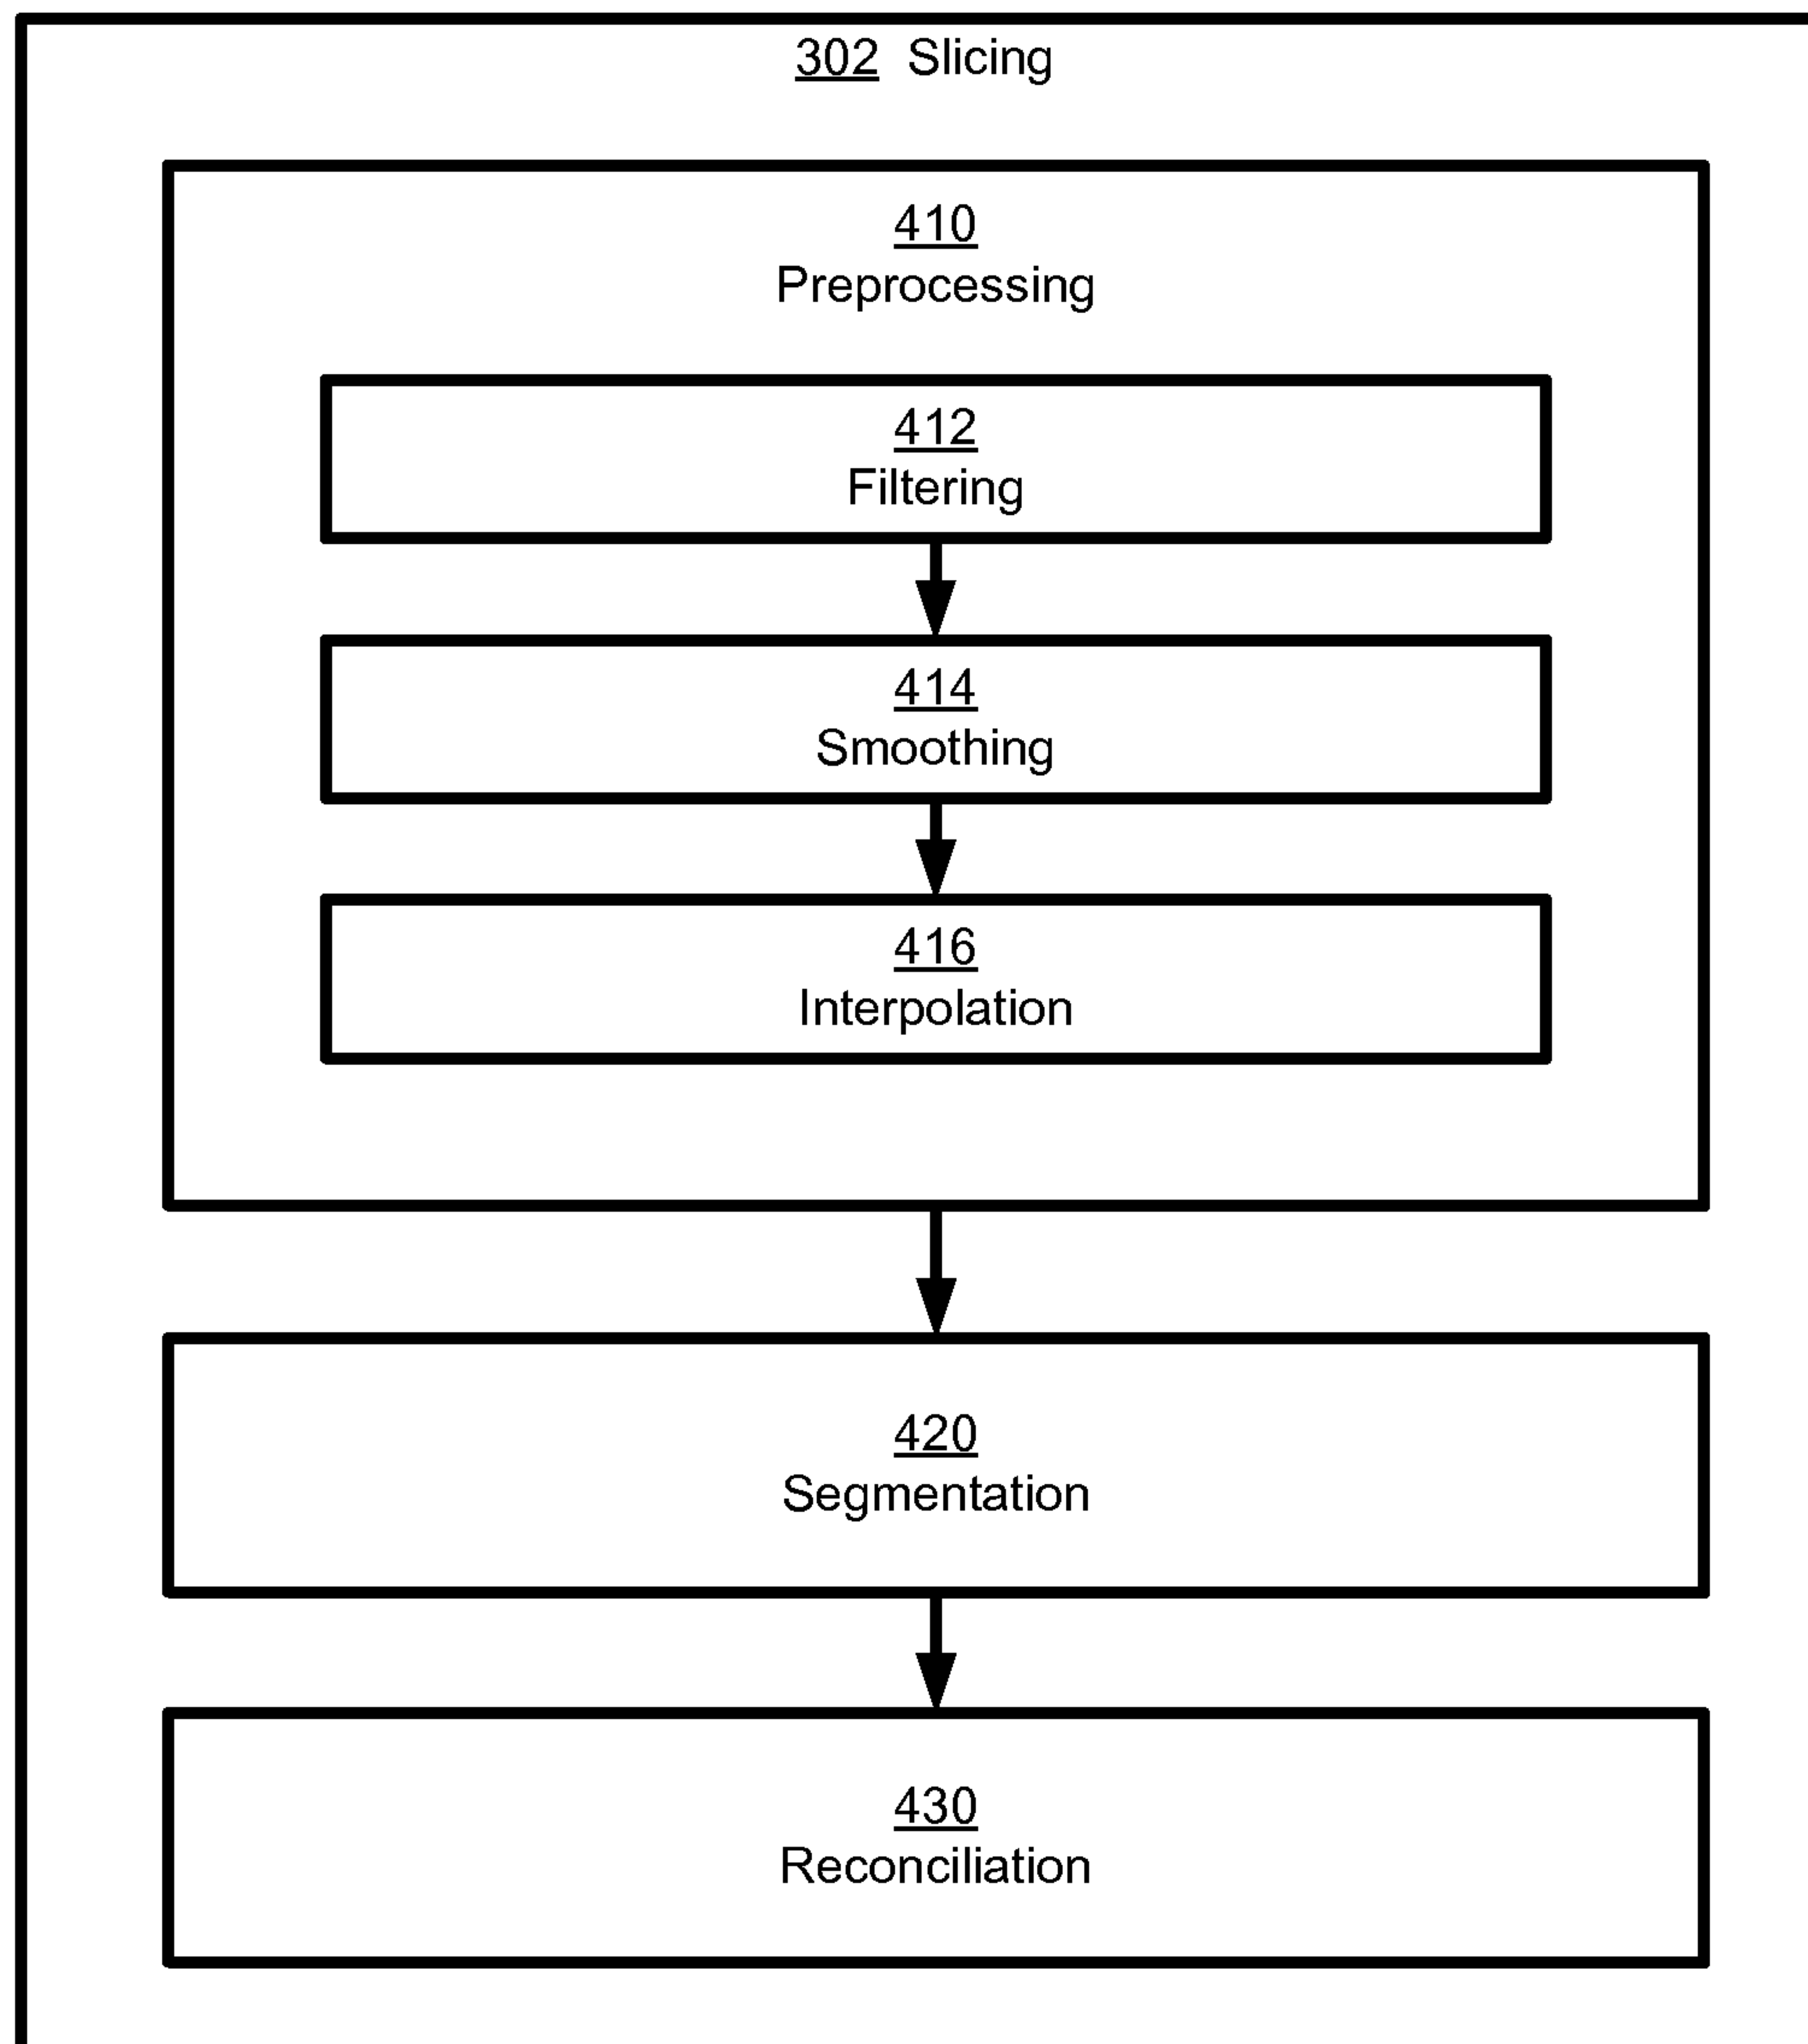 302 Slicing
410
Preprocessing
412
Filtering
414
Smoothing
416
Interpolation
420
Segmentation
430
Reconciliation